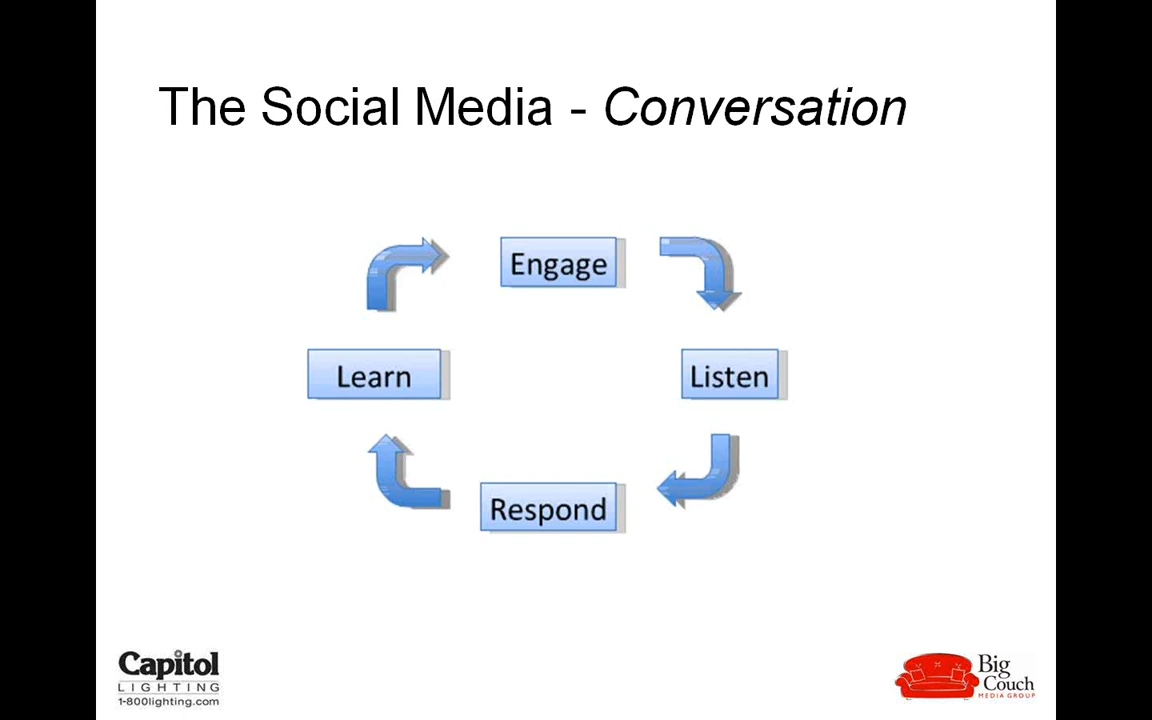 The Social Media - Conversation
Engage
Learn
Listen
Respond
Capitol
LIGHTING
1-800lighting.com
Big
Couch
MEDIA GROUP